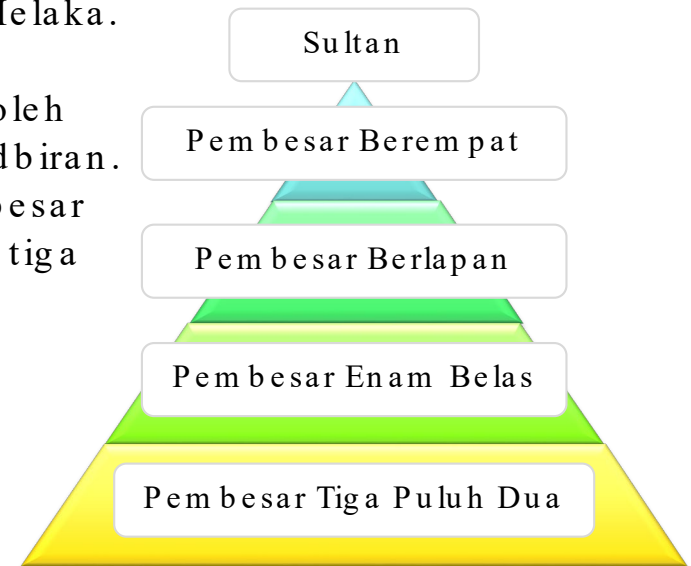 Melaka.
oleh
dbiran.
besar
tiga
Sultan
Pembesar Berempat
Pembesar Berlapan
Pembesar Enam Belas
Pembesar Tiga Puluh Dua